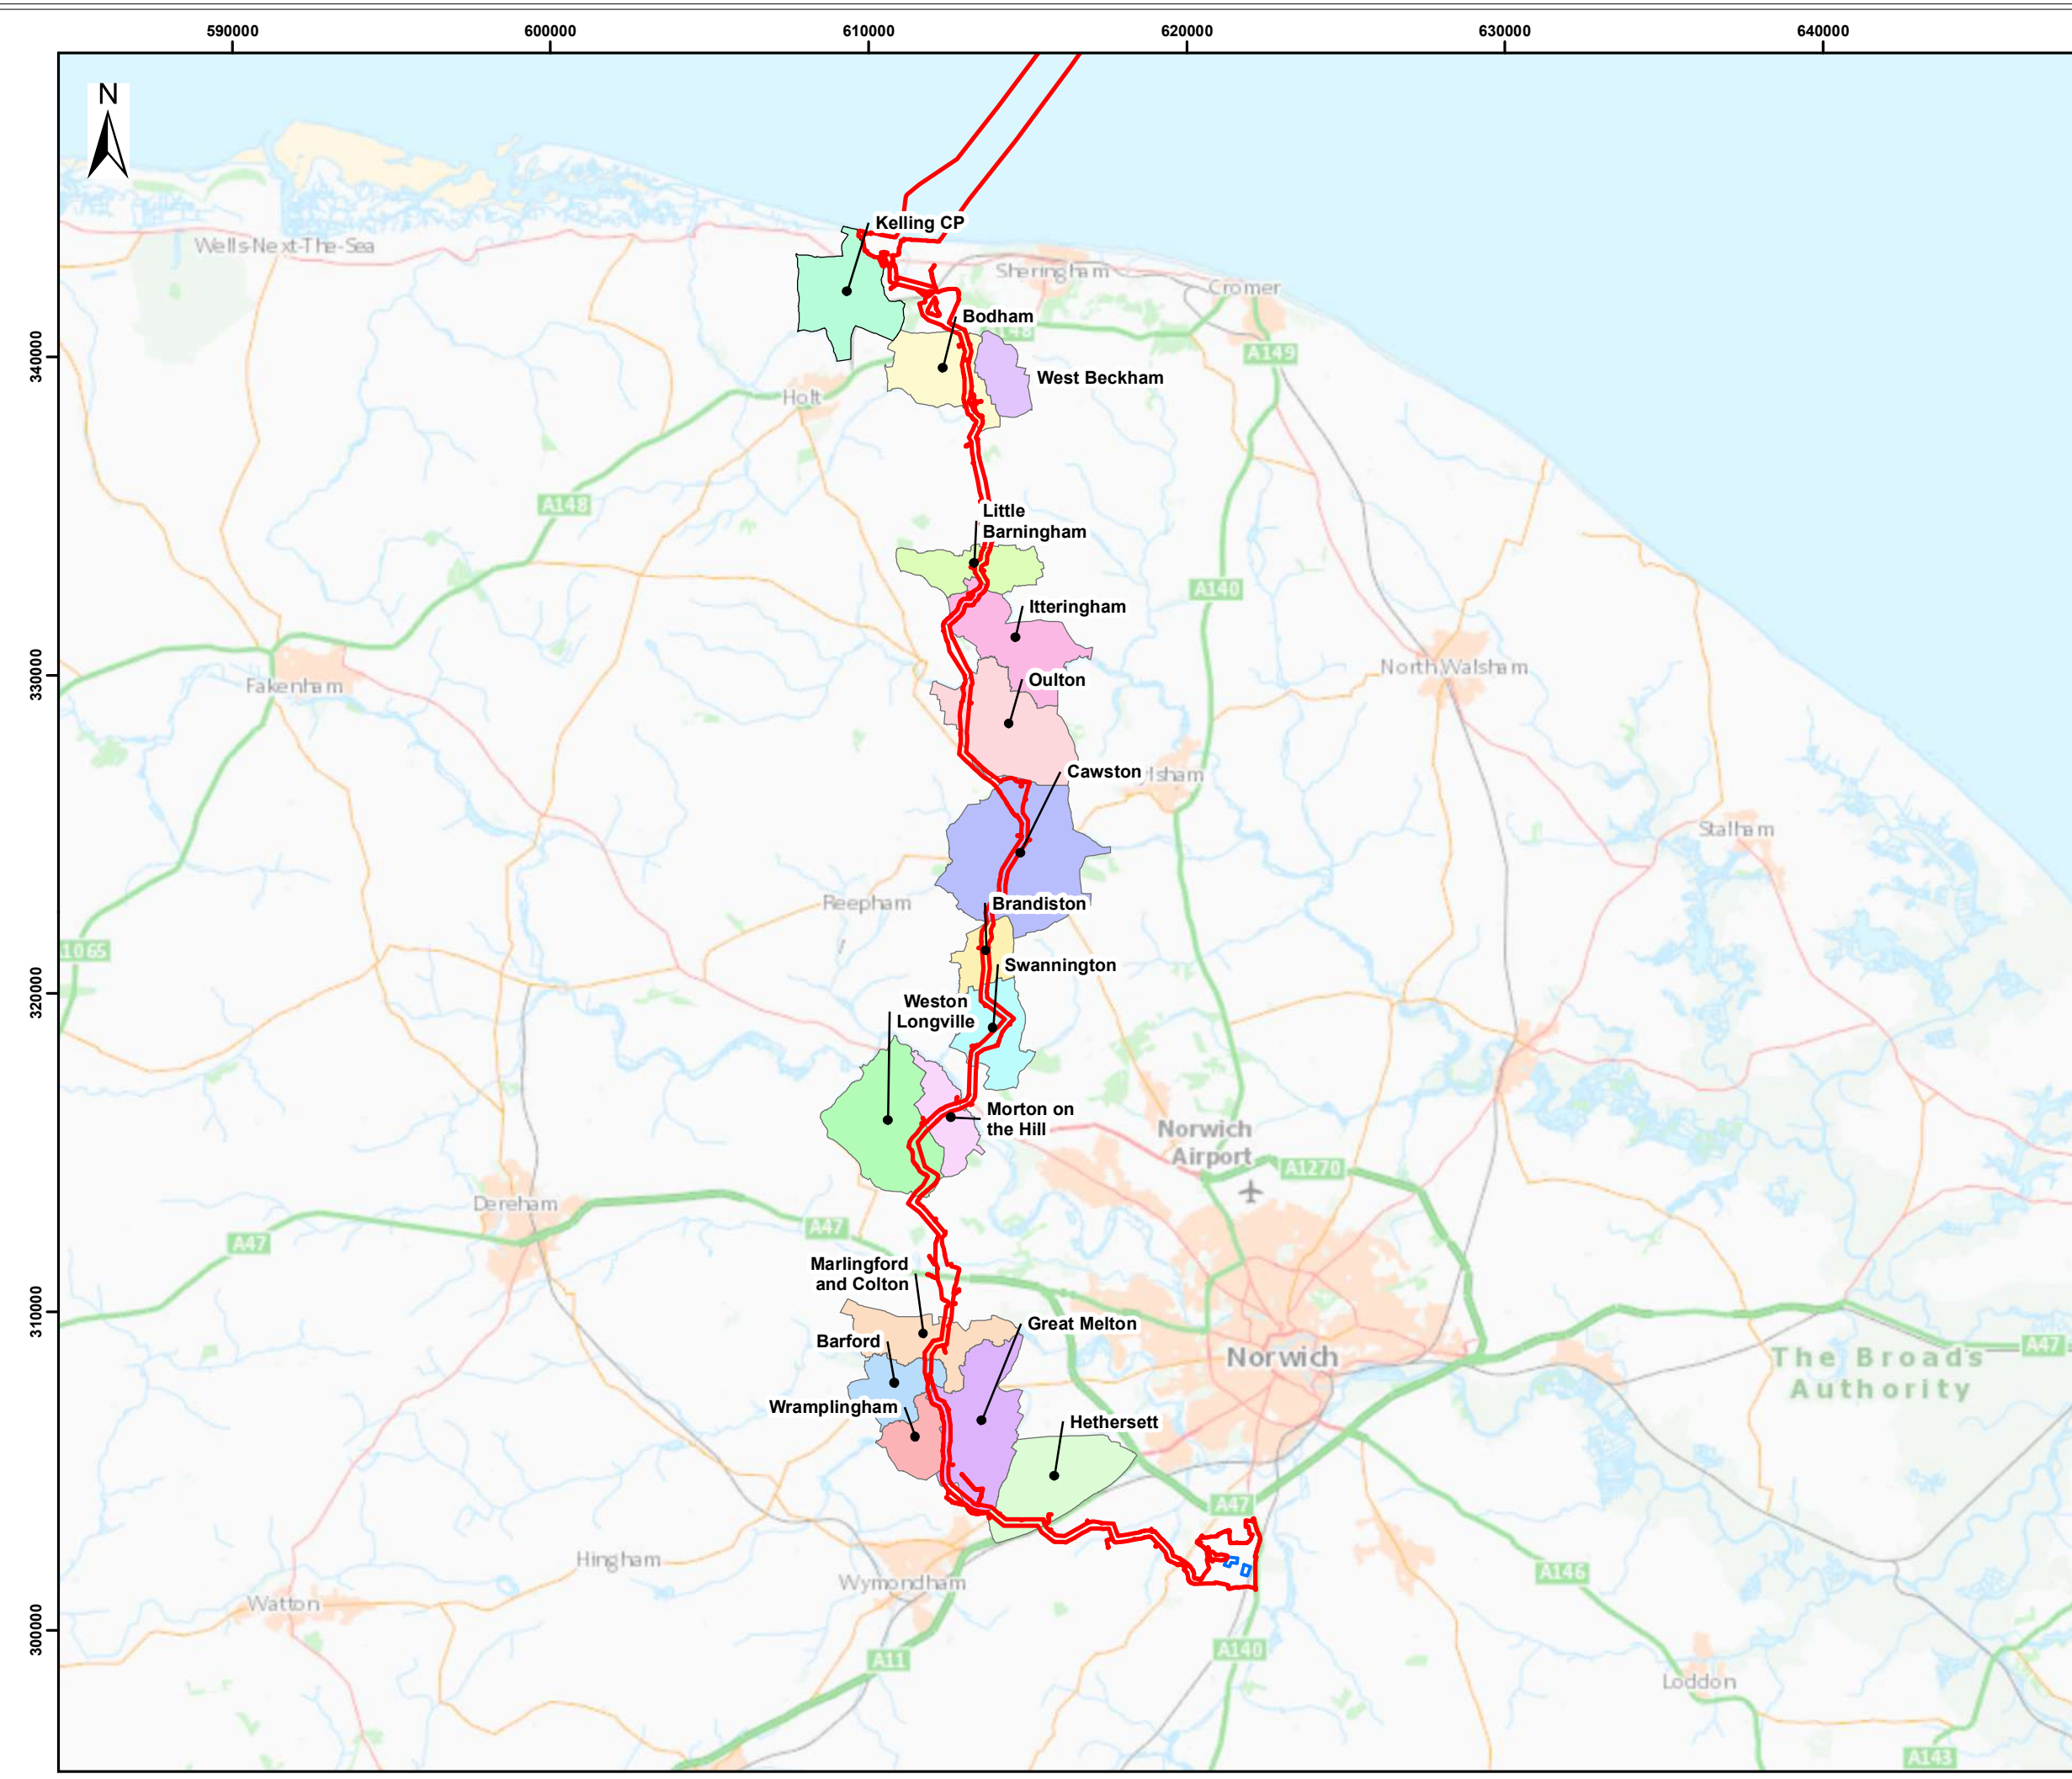 590000 600000 610000 620000 630000 640000
N
Kelling CP
Wells-Next-The-Sea
Sheringham
Cromer
Bodham
340000
A149
West Beckham
Holt
A148
Little
Barningham
A140
Itteringham
North Walsham
330000
Fakenham
Oulton
Cawston
lsham
Stalham
Reepham
Brandiston
1065
Swannington
320000
Weston
Longville
Morton on
the Hill
Norwich
Airport
A1270
Dereham
A47
A47
Marlingford
and Colton
310000
Great Melton
Barford
A47
Norwich
The Broads
Authority
Wramplingham
Hethersett
A47
Hingham
A146
Wymondham
Watton
300000
A140
A11
Loddon
A143